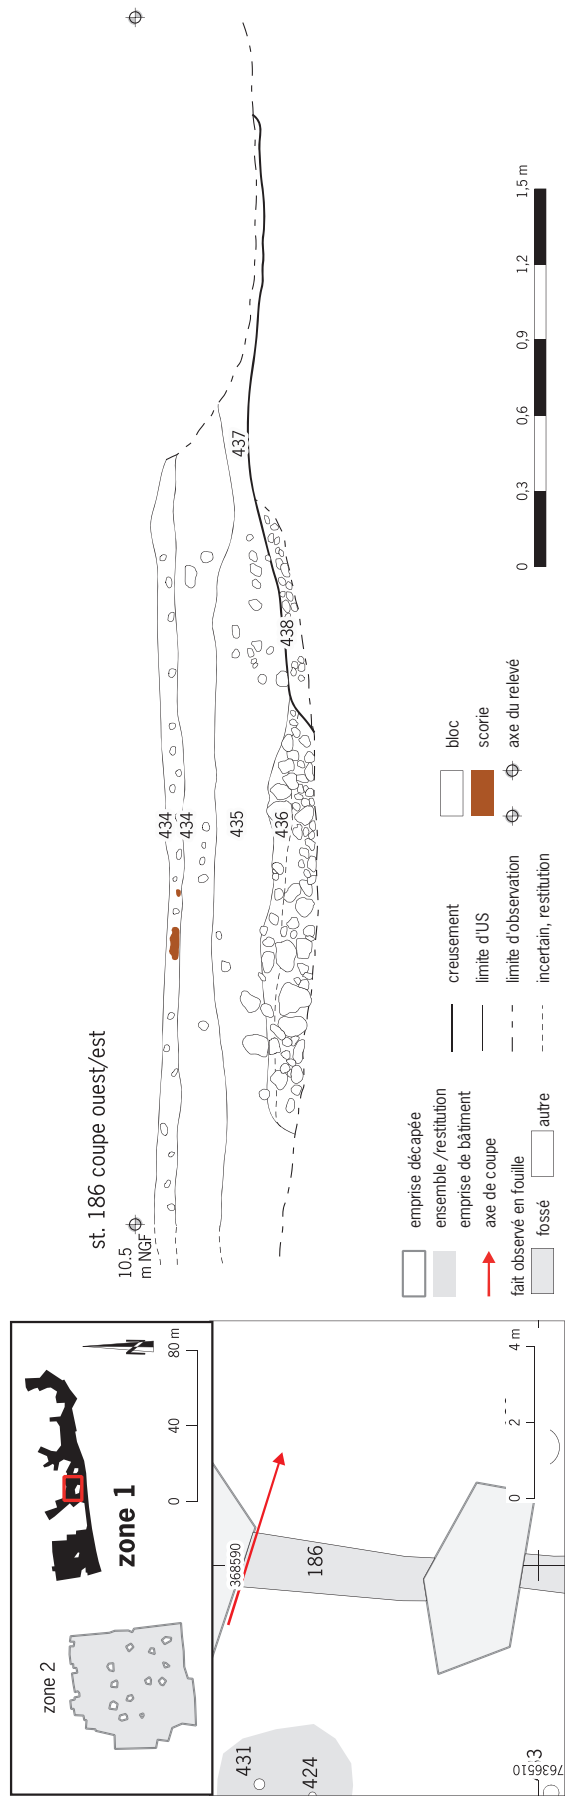 zone 2
zone 1
0
40
80 m
N
368590
186
431
424
7636510
3
0
2
4 m
st. 186 coupe ouest/est
10.5
m NGF
434
434
435
436
437
438
emprise décapée
ensemble /restitution
emprise de bâtiment
axe de coupe
fait observé en fouille
fossé
autre
creusement
limite d'US
limite d'observation
incertain, restitution
bloc
scorie
axe du relevé
0
0,3
0,6
0,9
1,2
1,5 m